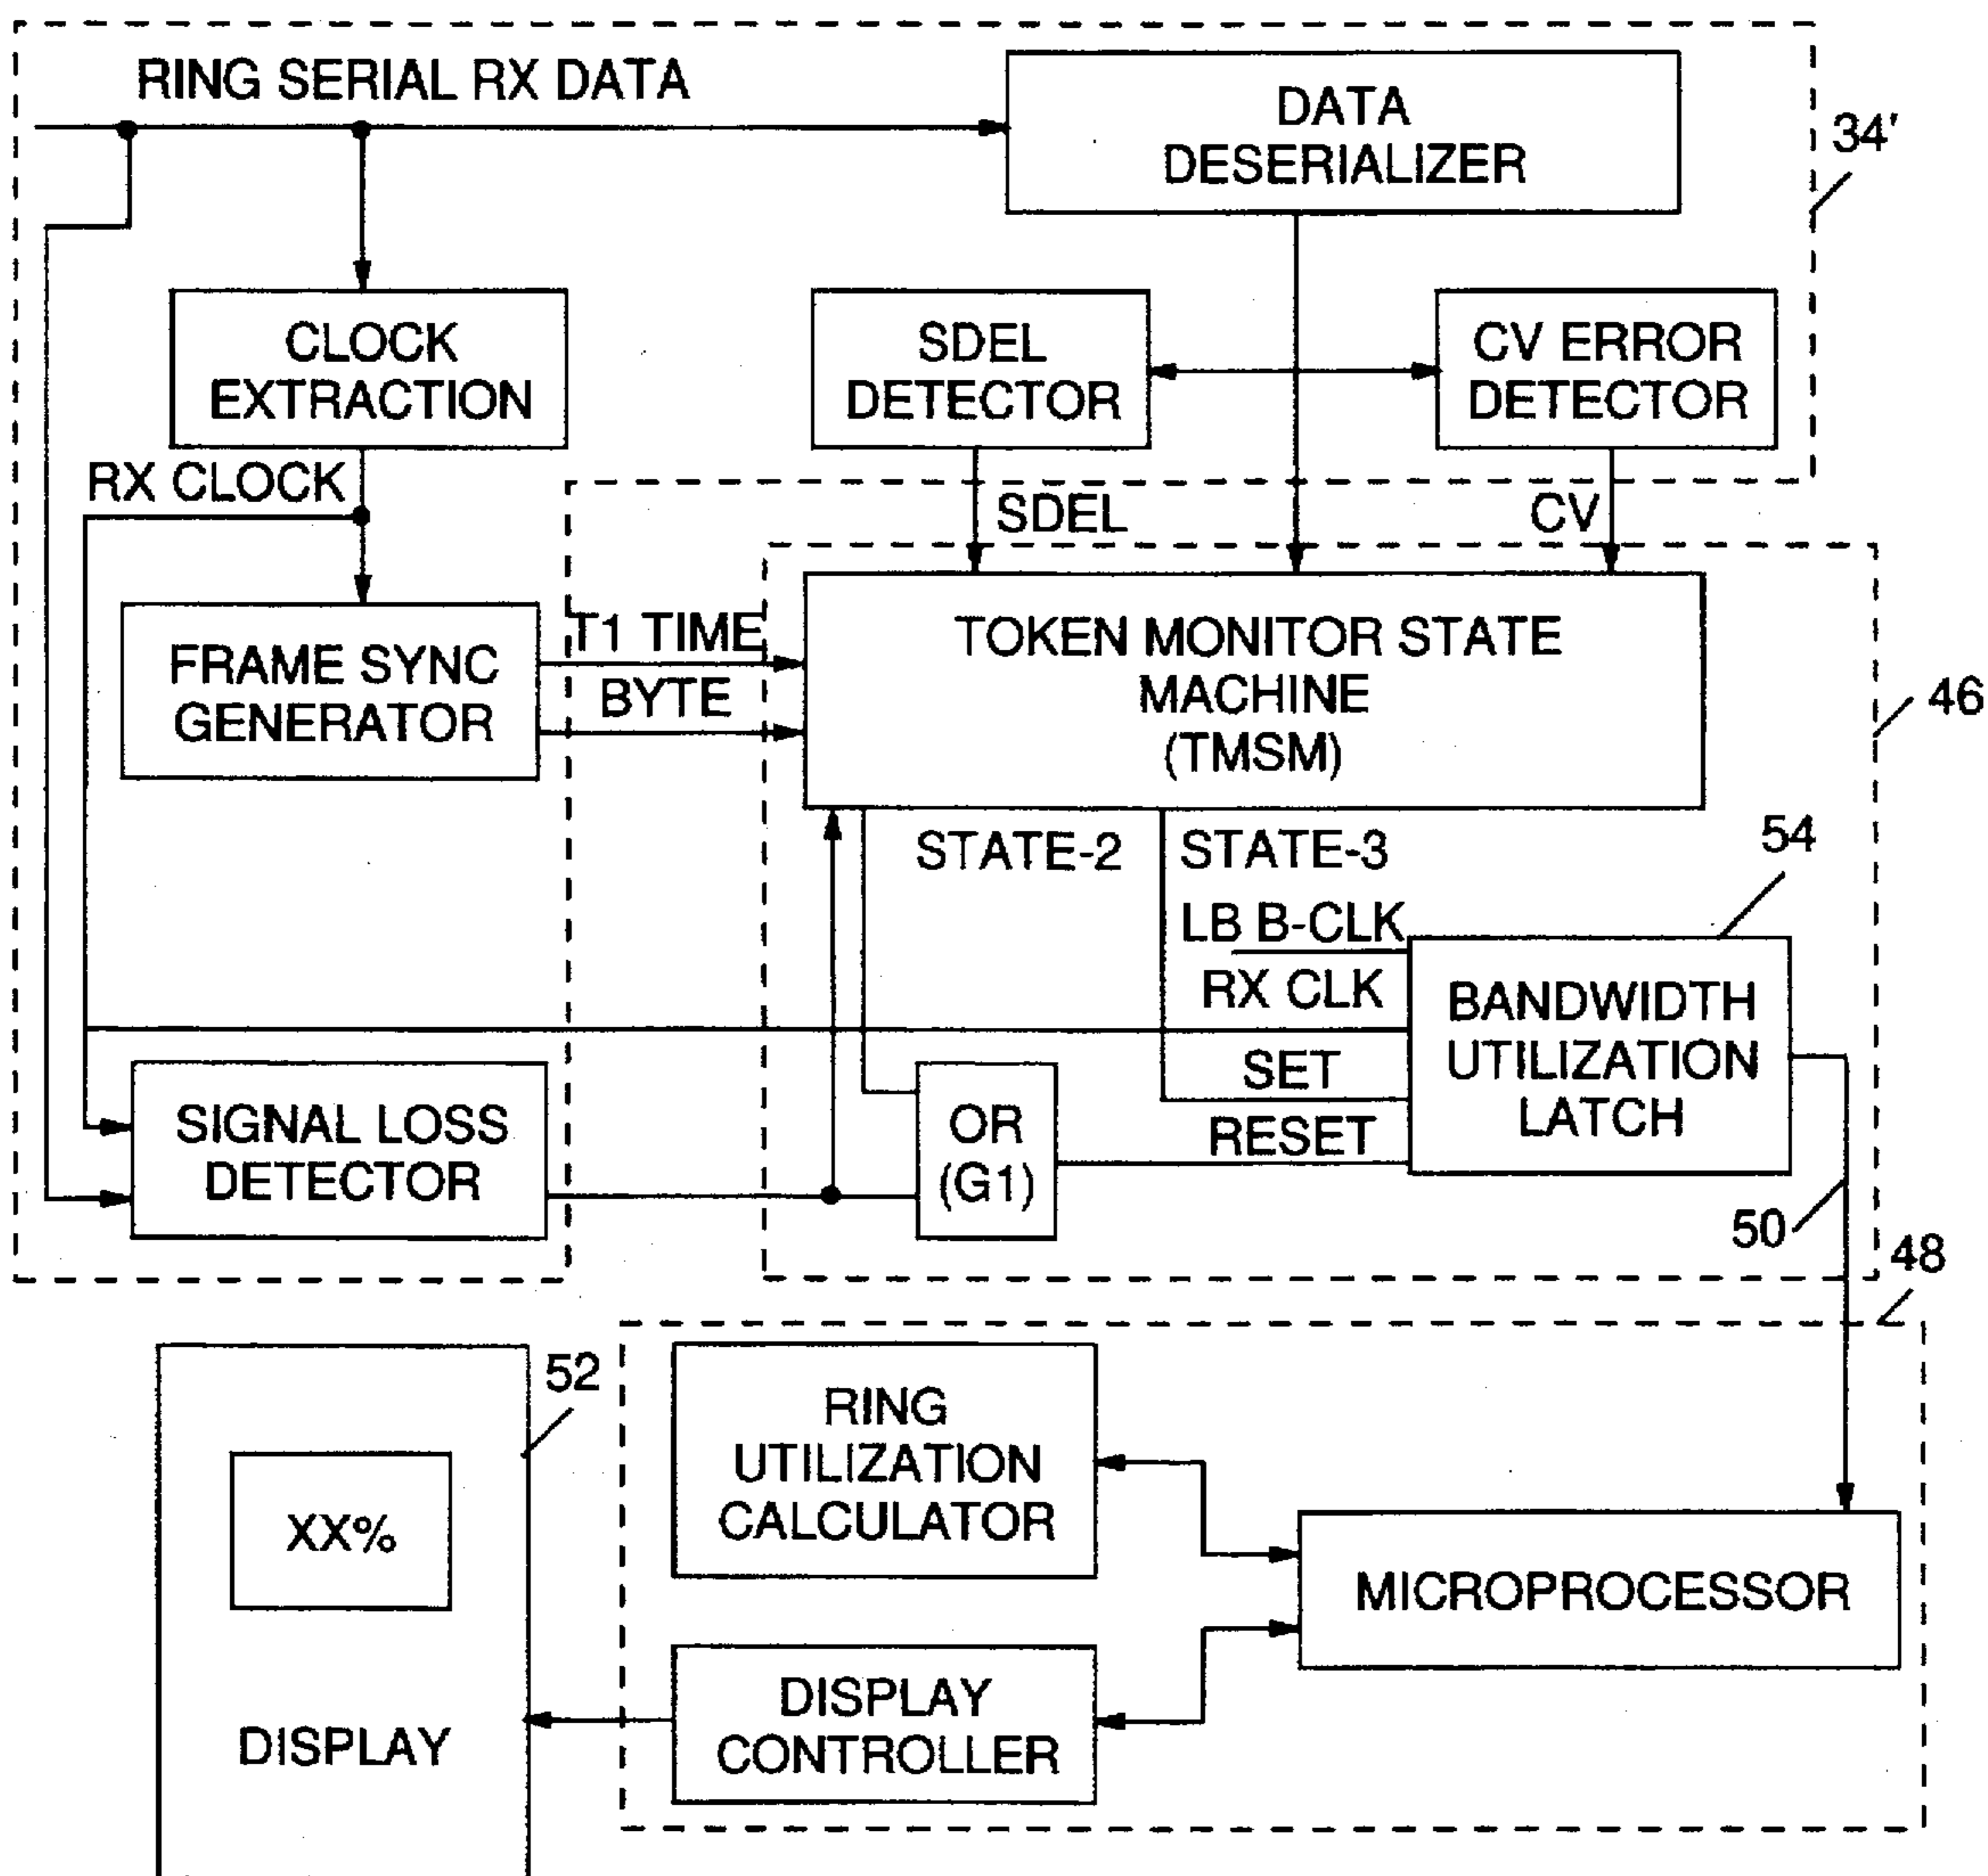 RING SERIAL RX DATA
DATA
DESERIALIZER
34'
CLOCK
EXTRACTION
SDEL
DETECTOR
CV ERROR
DETECTOR
RX CLOCK
SDEL
CV
FRAME SYNC
GENERATOR
T1 TIME
BYTE
TOKEN MONITOR STATE
MACHINE
(TMSM)
46
STATE-2
STATE-3
54
LB B-CLK
RX CLK
SET
RESET
BANDWIDTH
UTILIZATION
LATCH
SIGNAL LOSS
DETECTOR
OR
(G1)
50
48
52
RING
UTILIZATION
CALCULATOR
XX%
MICROPROCESSOR
DISPLAY
CONTROLLER
DISPLAY